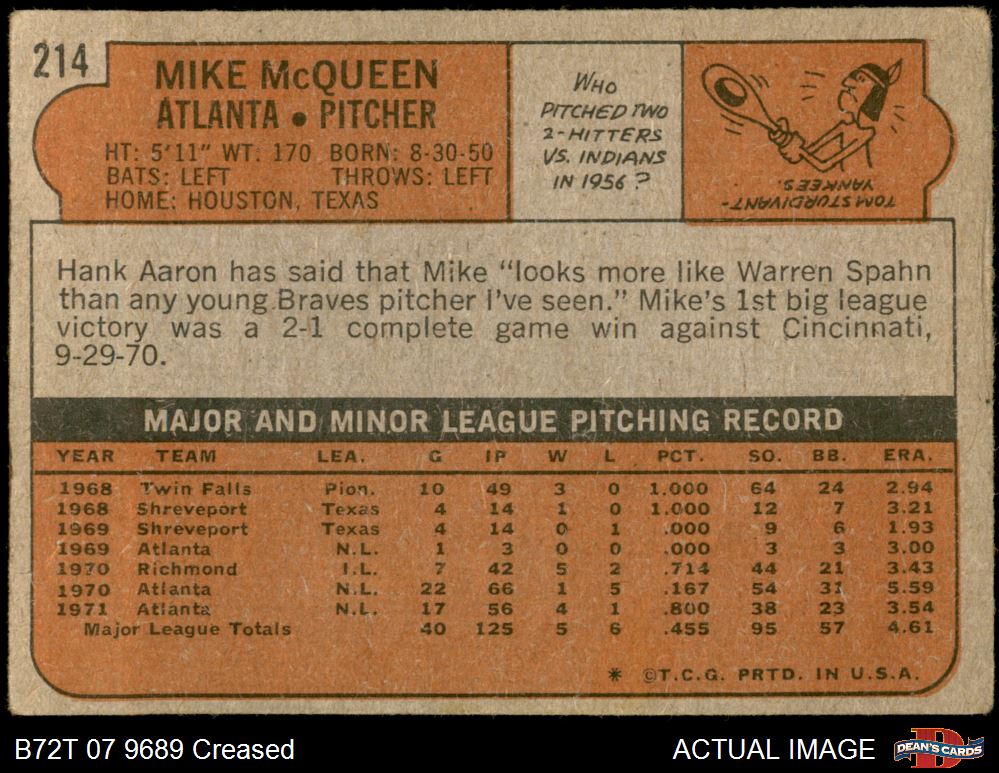 214
MIKE McQUEEN
ATLANTA • PITCHER
HT: 5'11" WT: 170 BORN: 8-30-50
BATS: LEFT THROWS: LEFT
HOME: HOUSTON, TEXAS
WHO
PITCHED TWO
2-HITTERS
VS. INDIANS
IN 1956?
TOM STURDIVANT-
YANKEES.
Hank Aaron has said that Mike "looks more like Warren Spahn
than any young Braves pitcher I've seen." Mike's 1st big league
victory was a 2-1 complete game win against Cincinnati,
9-29-70.
MAJOR AND MINOR LEAGUE PITCHING RECORD
YEAR TEAM LEA. G IP W L PCT. SO. BB. ERA.
1968 Twin Falls Pion. 10 49 3 0 1.000 64 24 2.94
1968 Shreveport Texas 4 14 1 0 1.000 12 7 3.21
1969 Shreveport Texas 4 14 0 1 .000 9 6 1.93
1969 Atlanta N.L. 1 3 0 0 .000 3 3 3.00
1970 Richmond I.L. 7 42 5 2 .714 44 21 3.43
1970 Atlanta N.L. 22 66 1 5 .167 54 31 5.59
1971 Atlanta N.L. 17 56 4 1 .800 38 23 3.54
Major League Totals 40 125 5 6 .455 95 57 4.61
* ©T.C.G. PRTD. IN U.S.A.
B72T 07 9689 Creased ACTUAL IMAGE DEAN'S CARDS